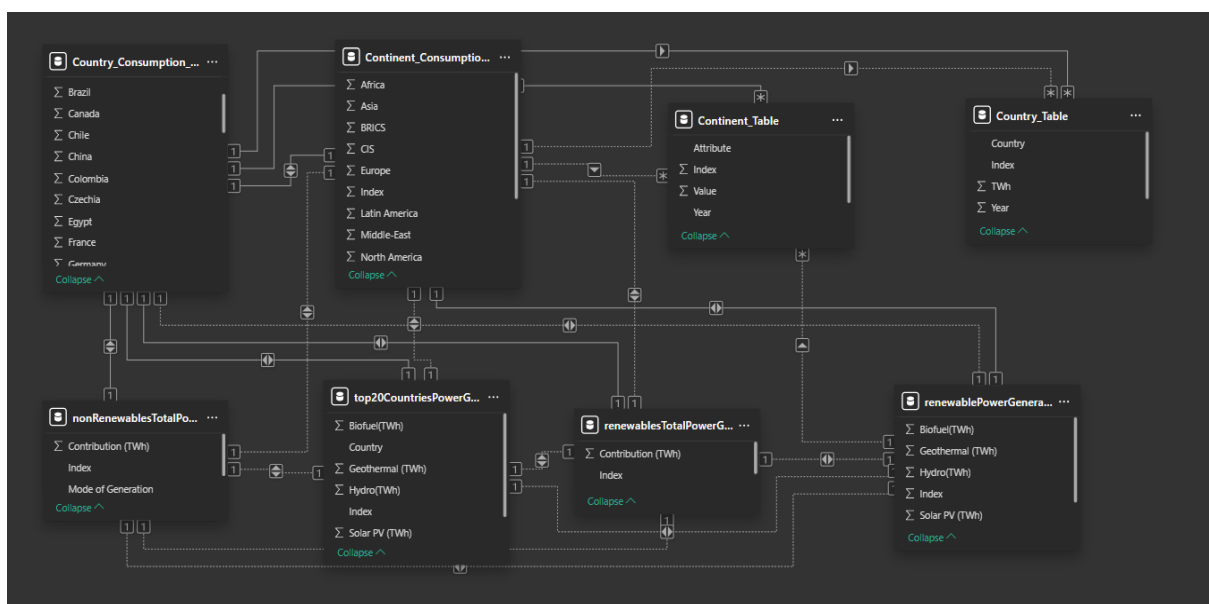 Country_Consumption_... ...
Σ Brazil
Σ Canada
Σ Chile
Σ China
Σ Colombia
Σ Czechia
Σ Egypt
Σ France
Σ Germany
Collapse
Continent_Consumptio... ...
Σ Africa
Σ Asia
Σ BRICS
Σ CIS
Σ Europe
Σ Index
Σ Latin America
Σ Middle-East
Σ North America
Collapse
Continent_Table ...
Attribute
Σ Index
Σ Value
Year
Collapse
Country_Table ...
Country
Index
Σ TWh
Σ Year
Collapse
nonRenewablesTotalPo... ...
Σ Contribution (TWh)
Index
Mode of Generation
Collapse
top20CountriesPowerG... ...
Σ Biofuel(TWh)
Country
Σ Geothermal (TWh)
Σ Hydro(TWh)
Index
Σ Solar PV (TWh)
Collapse
renewablesTotalPowerG... ...
Σ Contribution (TWh)
Index
Collapse
renewablePowerGenera... ...
Σ Biofuel(TWh)
Σ Geothermal (TWh)
Σ Hydro(TWh)
Σ Index
Σ Solar PV (TWh)
Collapse